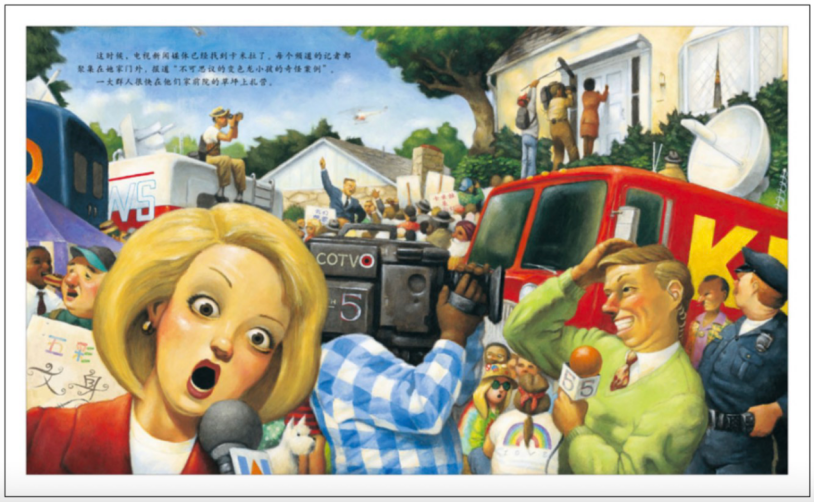 这时候,电视新闻媒体已经找到卡米拉了。每个频道的记者都
聚集在她家门外,报道“不可思议的变色龙小孩的奇怪案例”。
一大群人很快在他们家前院的草坪上扎营。
WS
COTV
5
五彩
文身
55